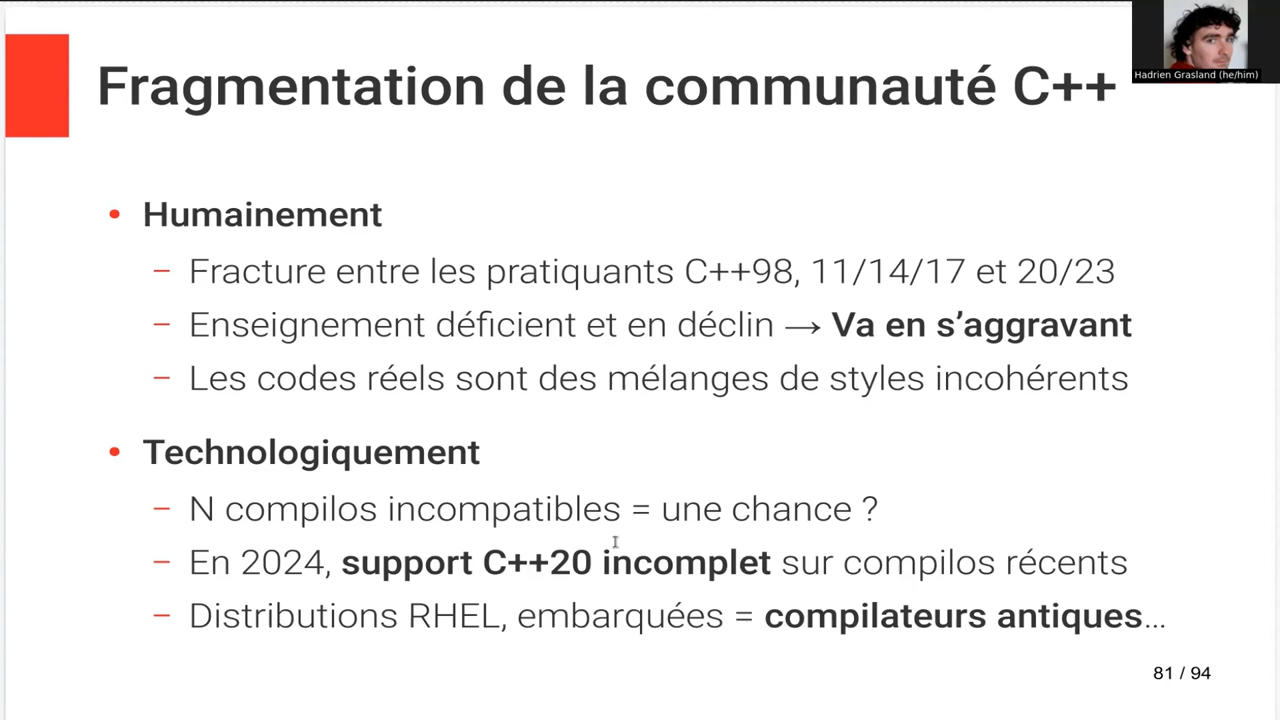 Hadrien Grasland (he/him)
Fragmentation de la communauté C++
• Humainement
– Fracture entre les pratiquants C++98, 11/14/17 et 20/23
– Enseignement déficient et en déclin → Va en s’aggravant
– Les codes réels sont des mélanges de styles incohérents
• Technologiquement
– N compilos incompatibles = une chance ?
– En 2024, support C++20 incomplet sur compilos récents
– Distributions RHEL, embarquées = compilateurs antiques…
81 / 94